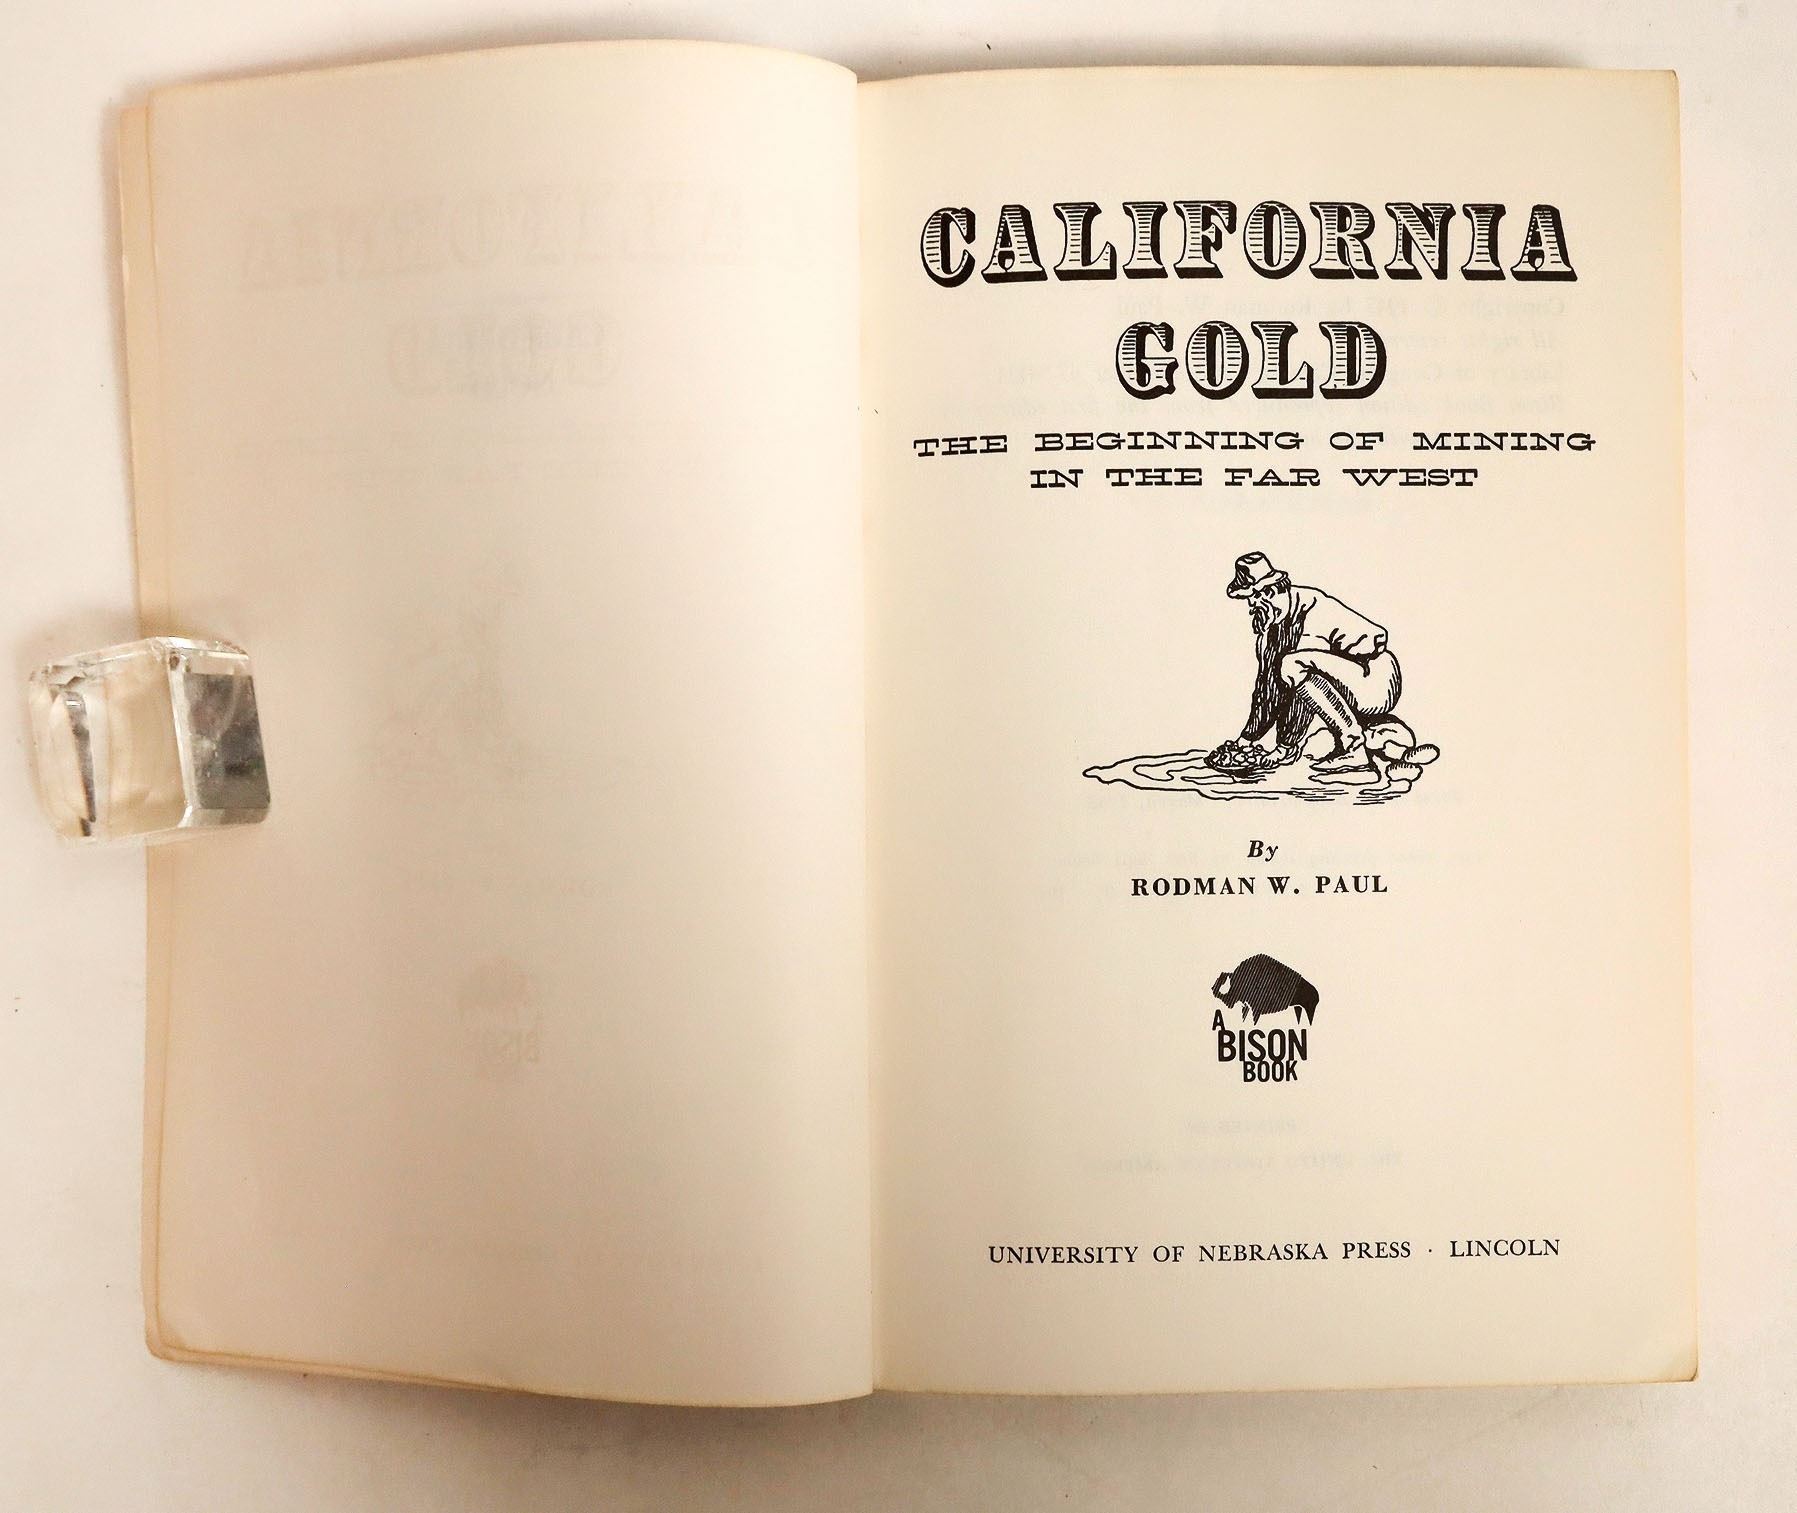 CALIFORNIA
GOLD
THE BEGINNING OF MINING
IN THE FAR WEST
By
RODMAN W. PAUL
A
BISON
BOOK
UNIVERSITY OF NEBRASKA PRESS · LINCOLN